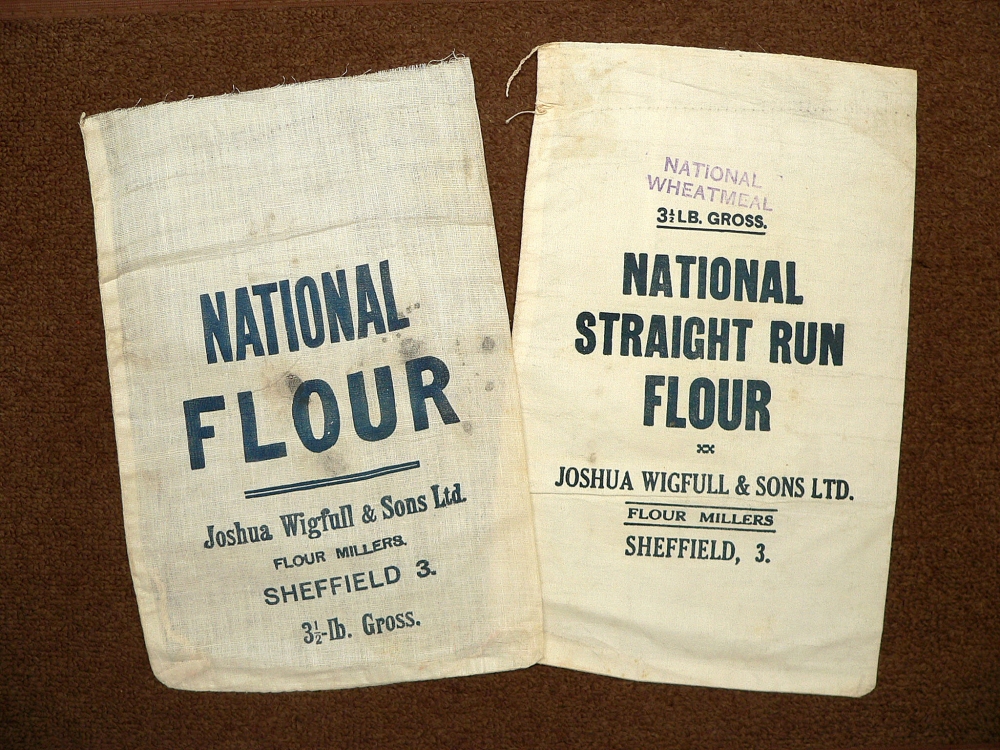 NATIONAL
FLOUR
Joshua Wigfull & Sons Ltd.
FLOUR MILLERS.
SHEFFIELD 3.
3½-lb. Gross.
NATIONAL
WHEATMEAL
3½LB. GROSS.
NATIONAL
STRAIGHT RUN
FLOUR
JOSHUA WIGFULL & SONS LTD.
FLOUR MILLERS
SHEFFIELD, 3.